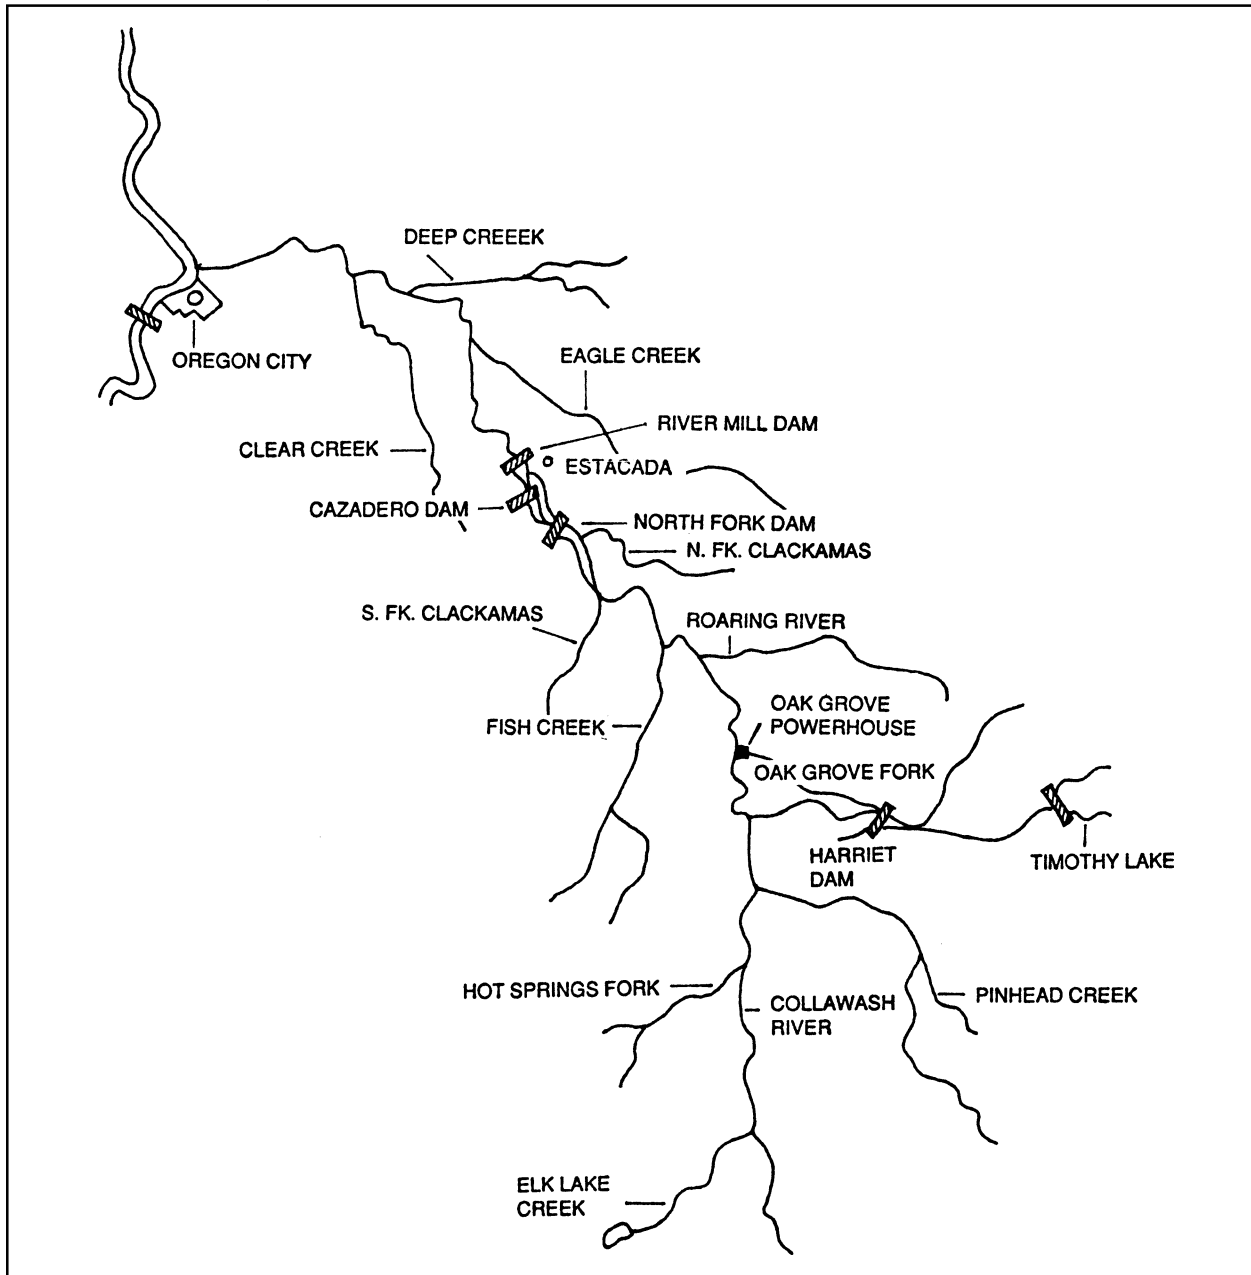 DEEP CREEEK
OREGON CITY
EAGLE CREEK
RIVER MILL DAM
CLEAR CREEK
ESTACADA
CAZADERO DAM
NORTH FORK DAM
N. FK. CLACKAMAS
S. FK. CLACKAMAS
ROARING RIVER
FISH CREEK
OAK GROVE
POWERHOUSE
OAK GROVE FORK
HARRIET
DAM
TIMOTHY LAKE
HOT SPRINGS FORK
COLLAWASH
RIVER
PINHEAD CREEK
ELK LAKE
CREEK